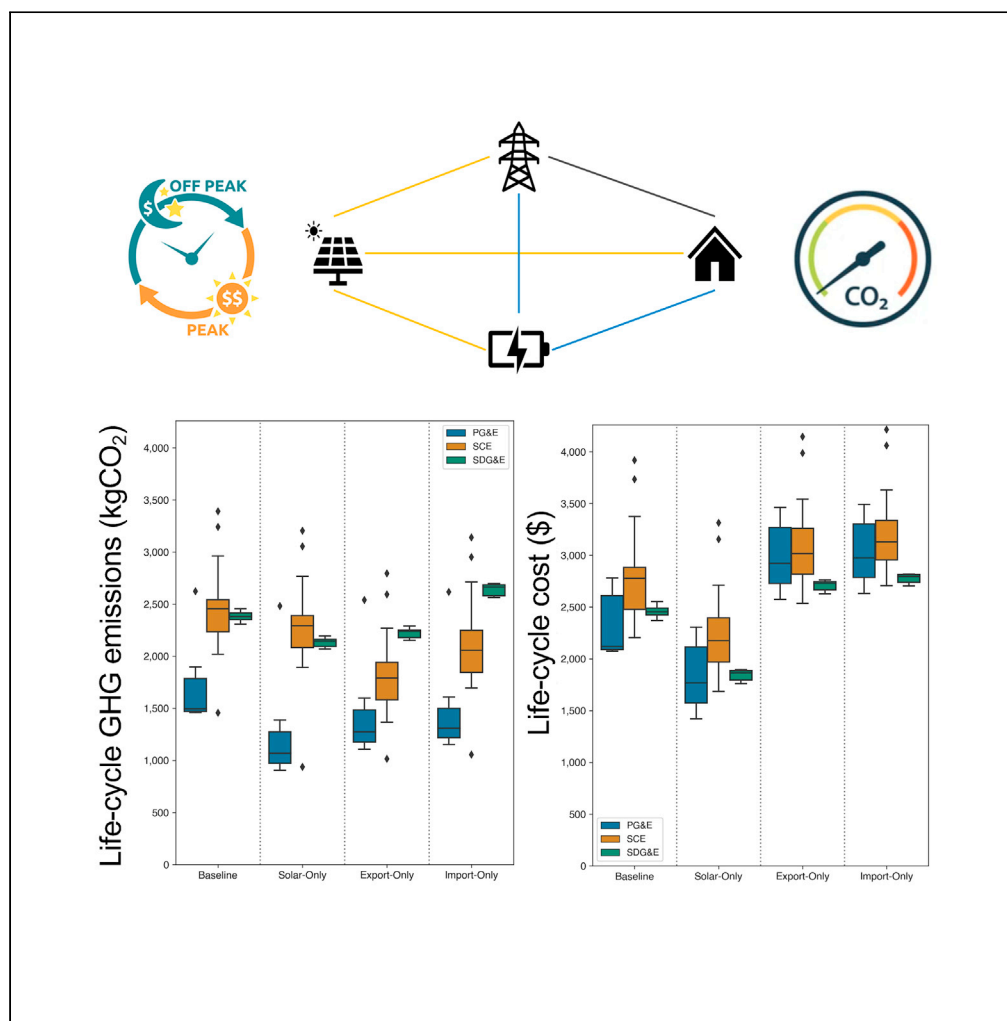 OFF PEAK
$
$$
PEAK
CO₂
Life-cycle GHG emissions (kgCO₂)
4,000
3,500
3,000
2,500
2,000
1,500
1,000
500
0
PG&E
SCE
SDG&E
Baseline
Solar-Only
Export-Only
Import-Only
Life-cycle cost ($)
4,000
3,500
3,000
2,500
2,000
1,500
1,000
500
0
PG&E
SCE
SDG&E
Baseline
Solar-Only
Export-Only
Import-Only